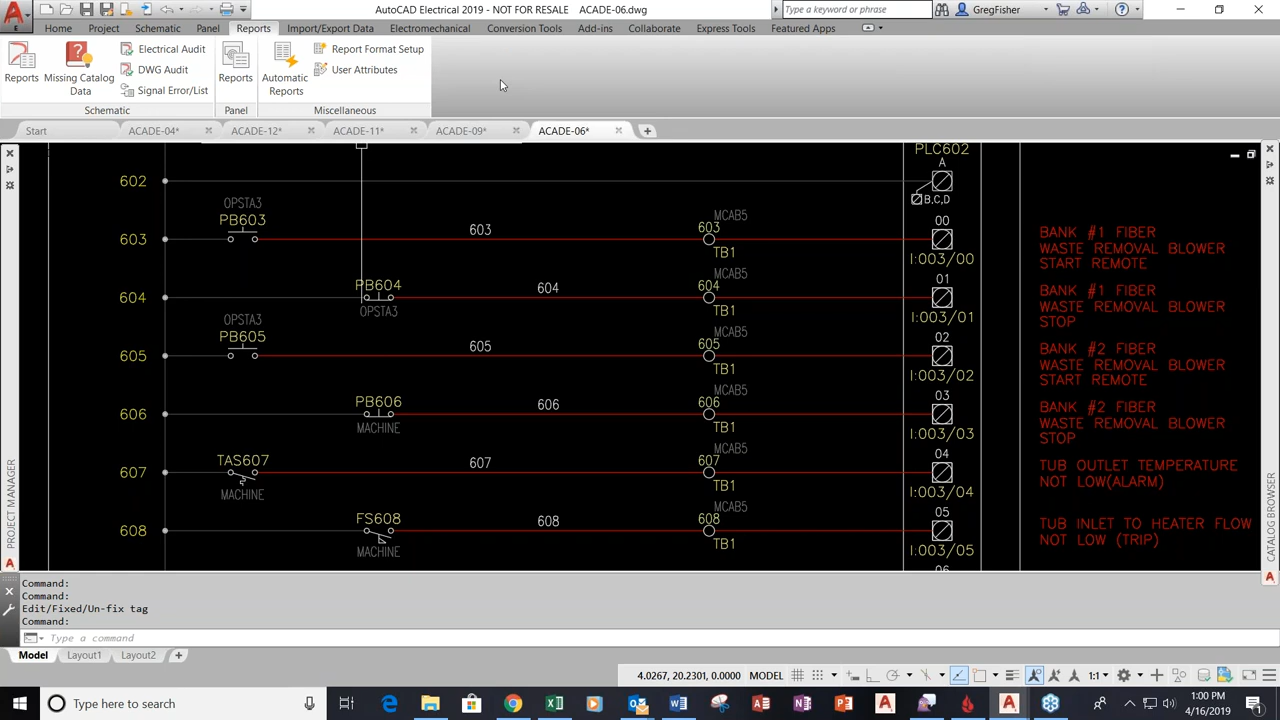 AutoCAD Electrical 2019 - NOT FOR RESALE ACADE-06.dwg
Type a keyword or phrase
GregFisher
Home Project Schematic Panel Reports Import/Export Data Electromechanical Conversion Tools Add-ins Collaborate Express Tools Featured Apps
E
Reports
Missing Catalog
Data
Electrical Audit
DWG Audit
Signal Error/List
Reports
Automatic
Reports
Report Format Setup
User Attributes
Schematic Panel Miscellaneous
Start ACADE-04* ACADE-12* ACADE-11* ACADE-09* ACADE-06*
PLC602
A
602
B,C,D
OPSTA3
PB603
603
603
MCAB5
603
TB1
00
I:003/00
BANK #1 FIBER
WASTE REMOVAL BLOWER
START REMOTE
604
PB604
OPSTA3
604
MCAB5
604
TB1
01
I:003/01
BANK #1 FIBER
WASTE REMOVAL BLOWER
STOP
OPSTA3
PB605
605
605
MCAB5
605
TB1
02
I:003/02
BANK #2 FIBER
WASTE REMOVAL BLOWER
START REMOTE
606
PB606
MACHINE
606
MCAB5
606
TB1
03
I:003/03
BANK #2 FIBER
WASTE REMOVAL BLOWER
STOP
TAS607
607
MACHINE
607
MCAB5
607
TB1
04
I:003/04
TUB OUTLET TEMPERATURE
NOT LOW(ALARM)
608
FS608
MACHINE
608
MCAB5
608
TB1
05
I:003/05
TUB INLET TO HEATER FLOW
NOT LOW (TRIP)
PROJECT MANAGER
CATALOG BROWSER
Command:
Command:
Edit/Fixed/Un-fix tag
Command:
Type a command
Model Layout1 Layout2
4.0267, 20.2301, 0.0000 MODEL 1:1
Type here to search
1:00 PM
4/16/2019